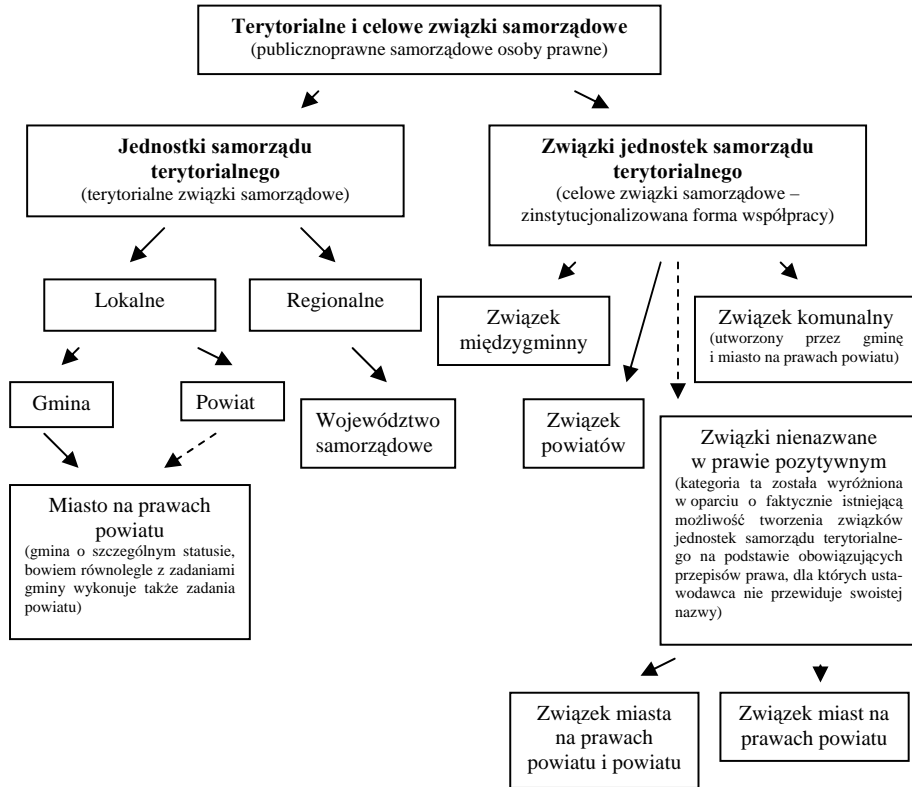 Terytorialne i celowe związki samorządowe
(publicznoprawne samorządowe osoby prawne)
Jednostki samorządu
terytorialnego
(terytorialne związki samorządowe)
Związki jednostek samorządu
terytorialnego
(celowe związki samorządowe –
zinstytucjonalizowana forma współpracy)
Lokalne
Regionalne
Związek
międzygminny
Związek komunalny
(utworzony przez gminę
i miasto na prawach powiatu)
Gmina
Powiat
Województwo
samorządowe
Związek
powiatów
Związki nienazwane
w prawie pozytywnym
(kategoria ta została wyróżniona
w oparciu o faktycznie istniejącą
możliwość tworzenia związków
jednostek samorządu terytorialne-
go na podstawie obowiązujących
przepisów prawa, dla których usta-
wodawca nie przewiduje swoistej
nazwy)
Miasto na prawach
powiatu
(gmina o szczególnym statusie,
bowiem równolegle z zadaniami
gminy wykonuje także zadania
powiatu)
Związek miasta
na prawach
powiatu i powiatu
Związek miast na
prawach powiatu